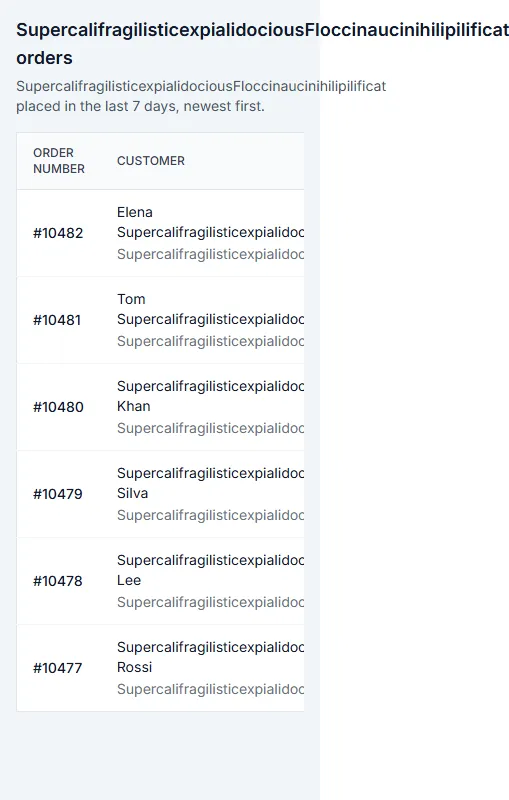 SupercalifragilisticexpialidociousFloccinaucinihilipilificat
orders
SupercalifragilisticexpialidociousFloccinaucinihilipilificat
placed in the last 7 days, newest first.
ORDER NUMBER CUSTOMER
#10482 Elena
Supercalifragilisticexpialidoc
Supercalifragilisticexpialidoc
#10481 Tom
Supercalifragilisticexpialidoc
Supercalifragilisticexpialidoc
#10480 Supercalifragilisticexpialidoc
Khan
Supercalifragilisticexpialidoc
#10479 Supercalifragilisticexpialidoc
Silva
Supercalifragilisticexpialidoc
#10478 Supercalifragilisticexpialidoc
Lee
Supercalifragilisticexpialidoc
#10477 Supercalifragilisticexpialidoc
Rossi
Supercalifragilisticexpialidoc